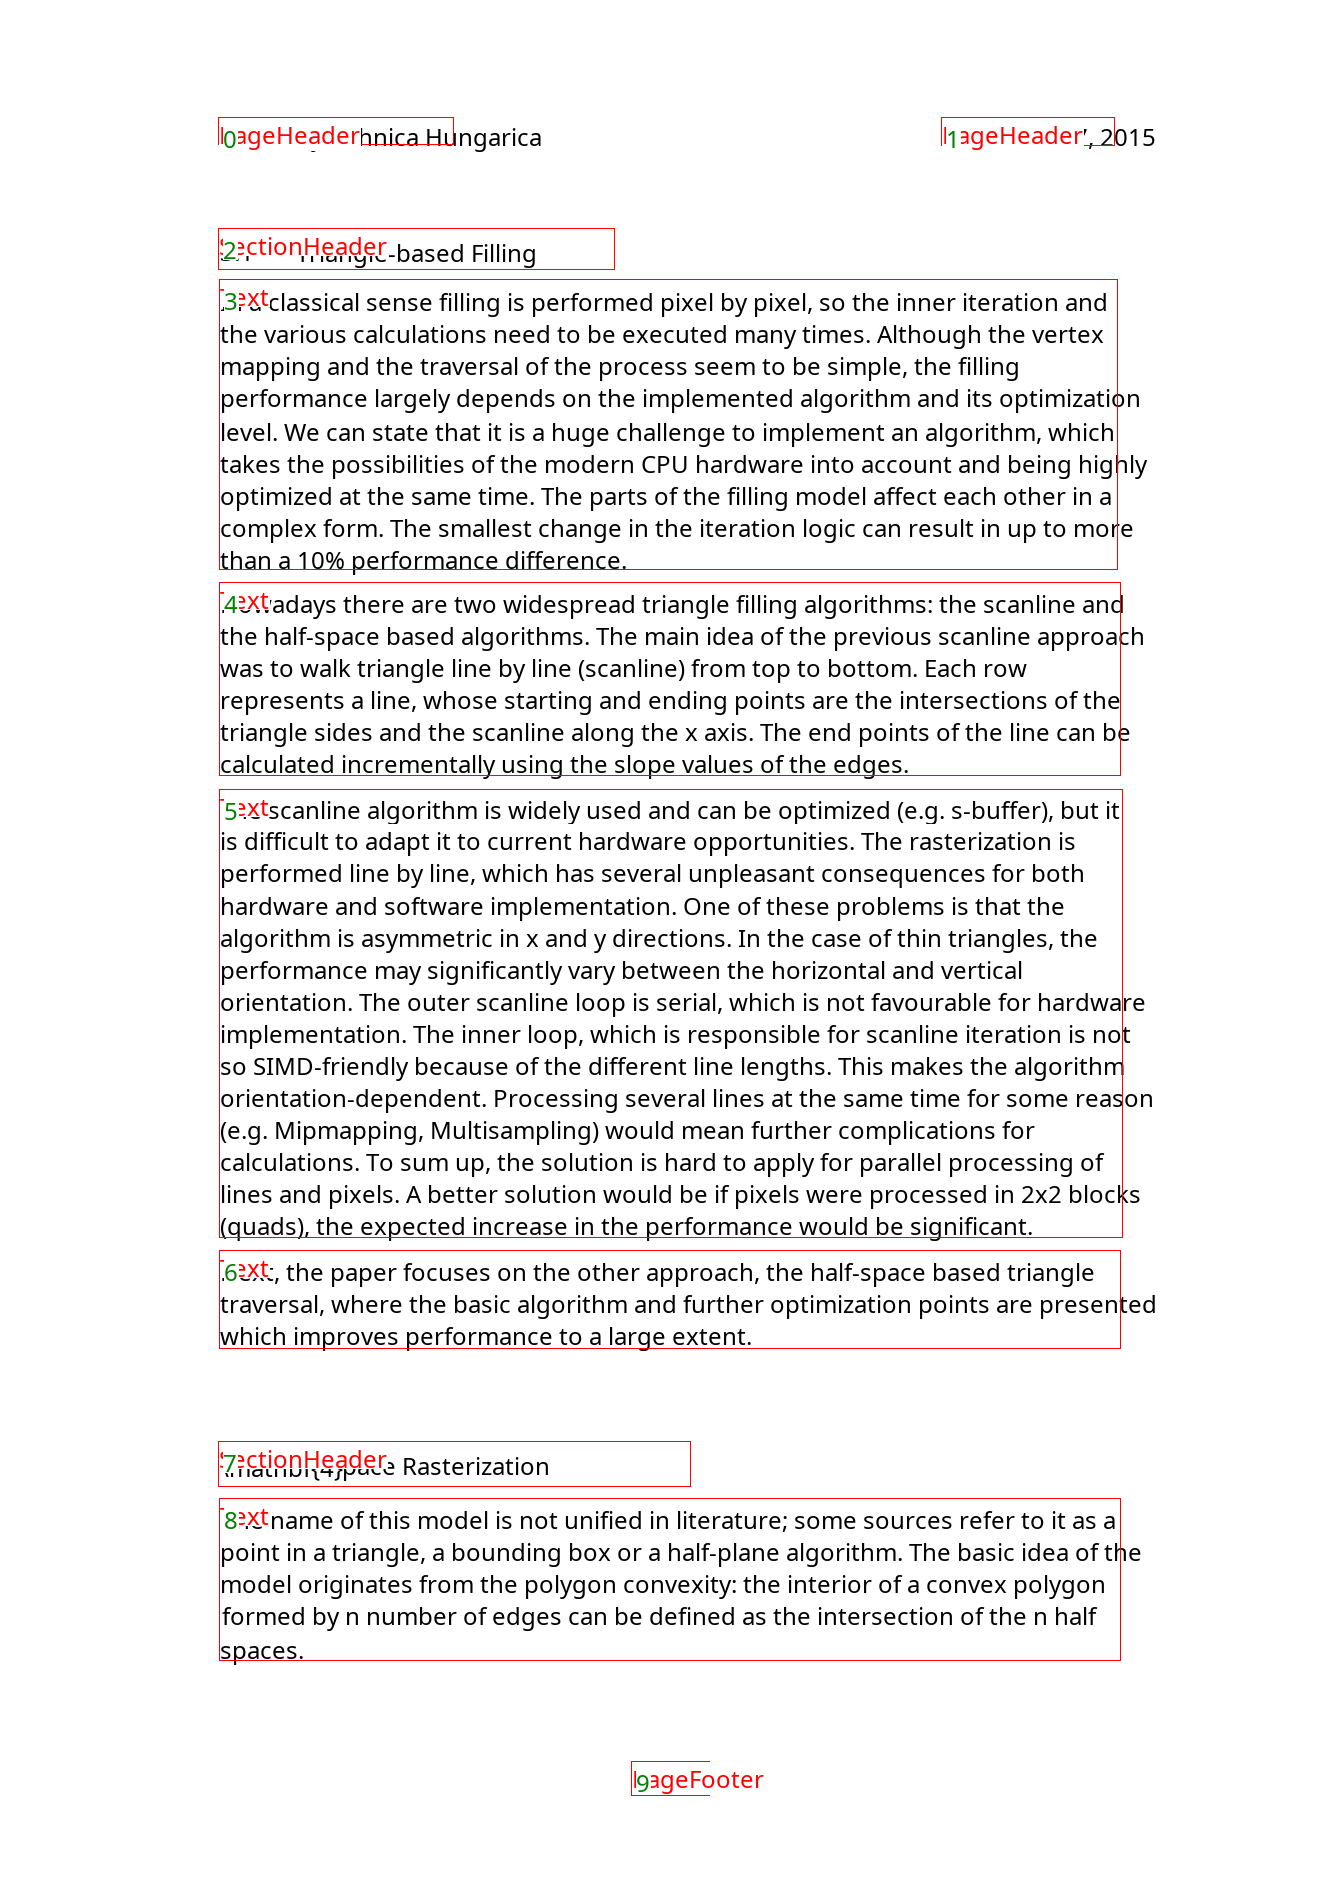 0 PageHeader hnica Hungarica
1 PageHeader , 2015
2 SectionHeader -based Filling
3 Text classical sense filling is performed pixel by pixel, so the inner iteration and
the various calculations need to be executed many times. Although the vertex
mapping and the traversal of the process seem to be simple, the filling
performance largely depends on the implemented algorithm and its optimization
level. We can state that it is a huge challenge to implement an algorithm, which
takes the possibilities of the modern CPU hardware into account and being highly
optimized at the same time. The parts of the filling model affect each other in a
complex form. The smallest change in the iteration logic can result in up to more
than a 10% performance difference.
4 Text adays there are two widespread triangle filling algorithms: the scanline and
the half-space based algorithms. The main idea of the previous scanline approach
was to walk triangle line by line (scanline) from top to bottom. Each row
represents a line, whose starting and ending points are the intersections of the
triangle sides and the scanline along the x axis. The end points of the line can be
calculated incrementally using the slope values of the edges.
5 Text scanline algorithm is widely used and can be optimized (e.g. s-buffer), but it
is difficult to adapt it to current hardware opportunities. The rasterization is
performed line by line, which has several unpleasant consequences for both
hardware and software implementation. One of these problems is that the
algorithm is asymmetric in x and y directions. In the case of thin triangles, the
performance may significantly vary between the horizontal and vertical
orientation. The outer scanline loop is serial, which is not favourable for hardware
implementation. The inner loop, which is responsible for scanline iteration is not
so SIMD-friendly because of the different line lengths. This makes the algorithm
orientation-dependent. Processing several lines at the same time for some reason
(e.g. Mipmapping, Multisampling) would mean further complications for
calculations. To sum up, the solution is hard to apply for parallel processing of
lines and pixels. A better solution would be if pixels were processed in 2x2 blocks
(quads), the expected increase in the performance would be significant.
6 Text , the paper focuses on the other approach, the half-space based triangle
traversal, where the basic algorithm and further optimization points are presented
which improves performance to a large extent.
7 SectionHeader Rasterization
8 Text name of this model is not unified in literature; some sources refer to it as a
point in a triangle, a bounding box or a half-plane algorithm. The basic idea of the
model originates from the polygon convexity: the interior of a convex polygon
formed by n number of edges can be defined as the intersection of the n half
spaces.
9 PageFooter